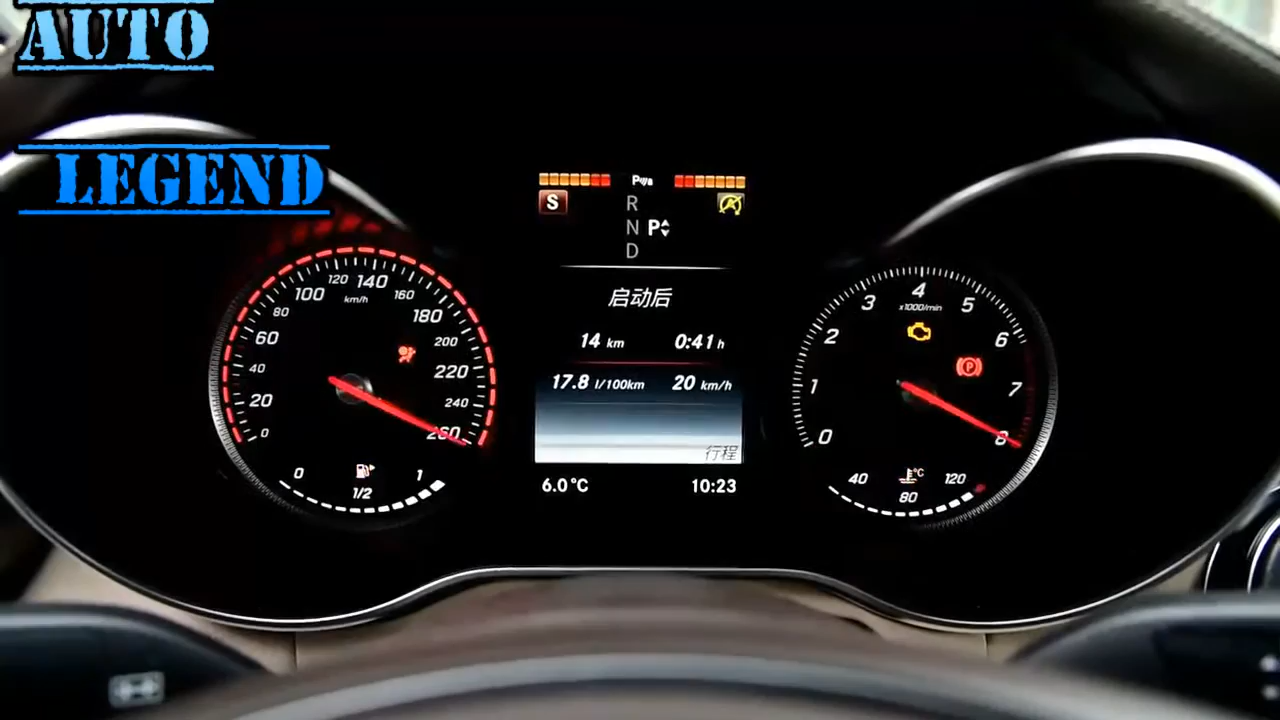 AUTO
LEGEND
S
R
N P
D
启动后
14 km 0:41 h
17.8 l/100km 20 km/h
行程
6.0°C 10:23
0 20 40 60 80 100 120 140 160 180 200 220 240 260
km/h
0 1/2 1
0 1 2 3 4 5 6 7 8
x1000/min
P
40 80 120
°C